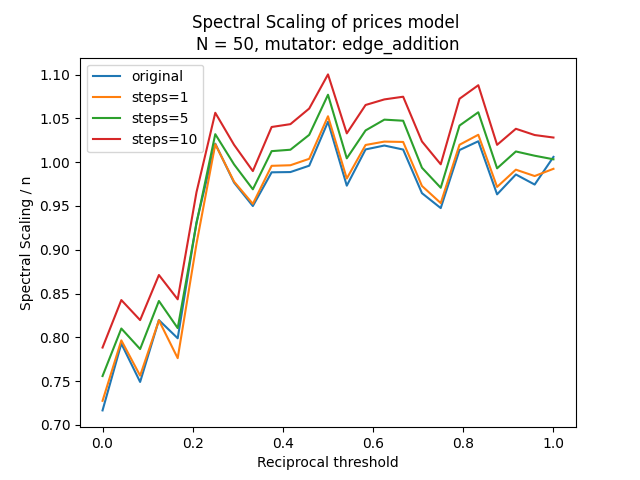 Spectral Scaling of prices model
N = 50, mutator: edge_addition
original
steps=1
steps=5
steps=10
1.10
1.05
1.00
0.95
0.90
0.85
0.80
0.75
0.70
Spectral Scaling / n
0.0 0.2 0.4 0.6 0.8 1.0
Reciprocal threshold